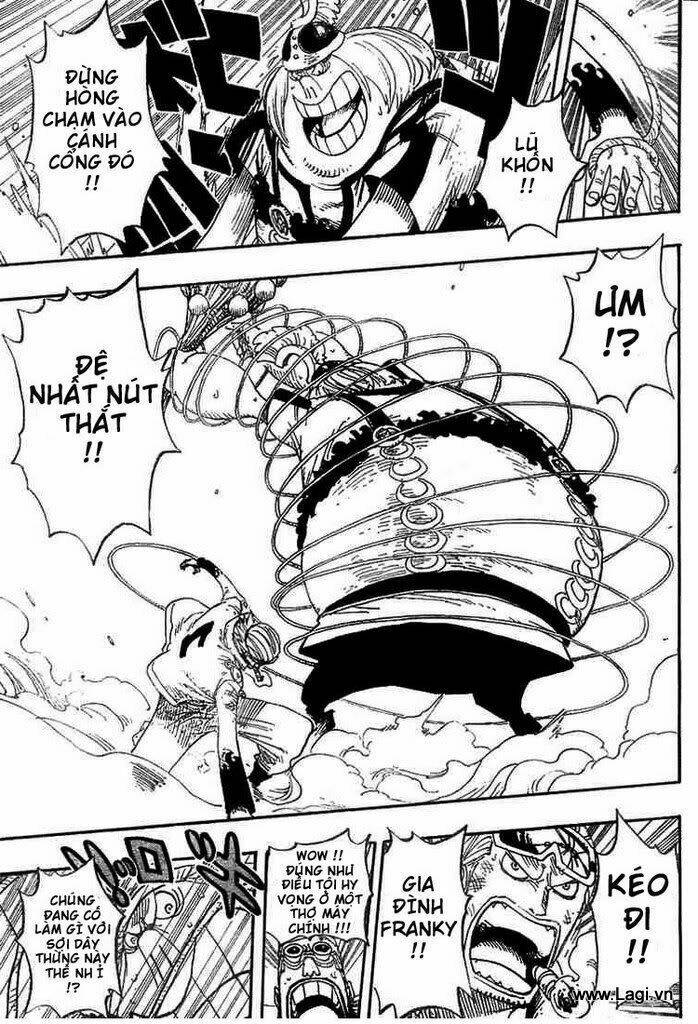 LŨ
KHỐN
!!
ĐỪNG
HÒNG
CHẠM VÀO
CÁNH
CỔNG ĐÓ
!!
ƯM
!?
ĐỆ
NHẤT NÚT
THẮT
!!
KÉO
ĐI
!!
GIA
ĐÌNH
FRANKY
!!
WOW !!
ĐÚNG NHƯ
ĐIỀU TÔI HY
VỌNG Ở MỘT
THỢ MÁY
CHÍNH !!!
CHÚNG
ĐANG CỐ
LÀM GÌ VỚI
SỢI DÂY
THỪNG NÀY
THẾ NHỈ
!?
www.Lagi.vn